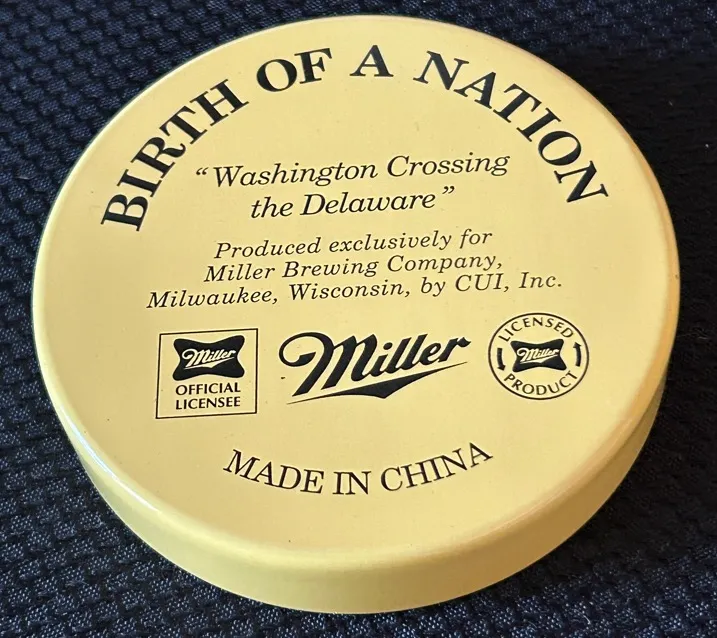 BIRTH OF A NATION
“Washington Crossing
the Delaware”
Produced exclusively for
Miller Brewing Company,
Milwaukee, Wisconsin, by CUI, Inc.
Miller
OFFICIAL
LICENSEE
Miller
LICENSED
Miller
PRODUCT
MADE IN CHINA